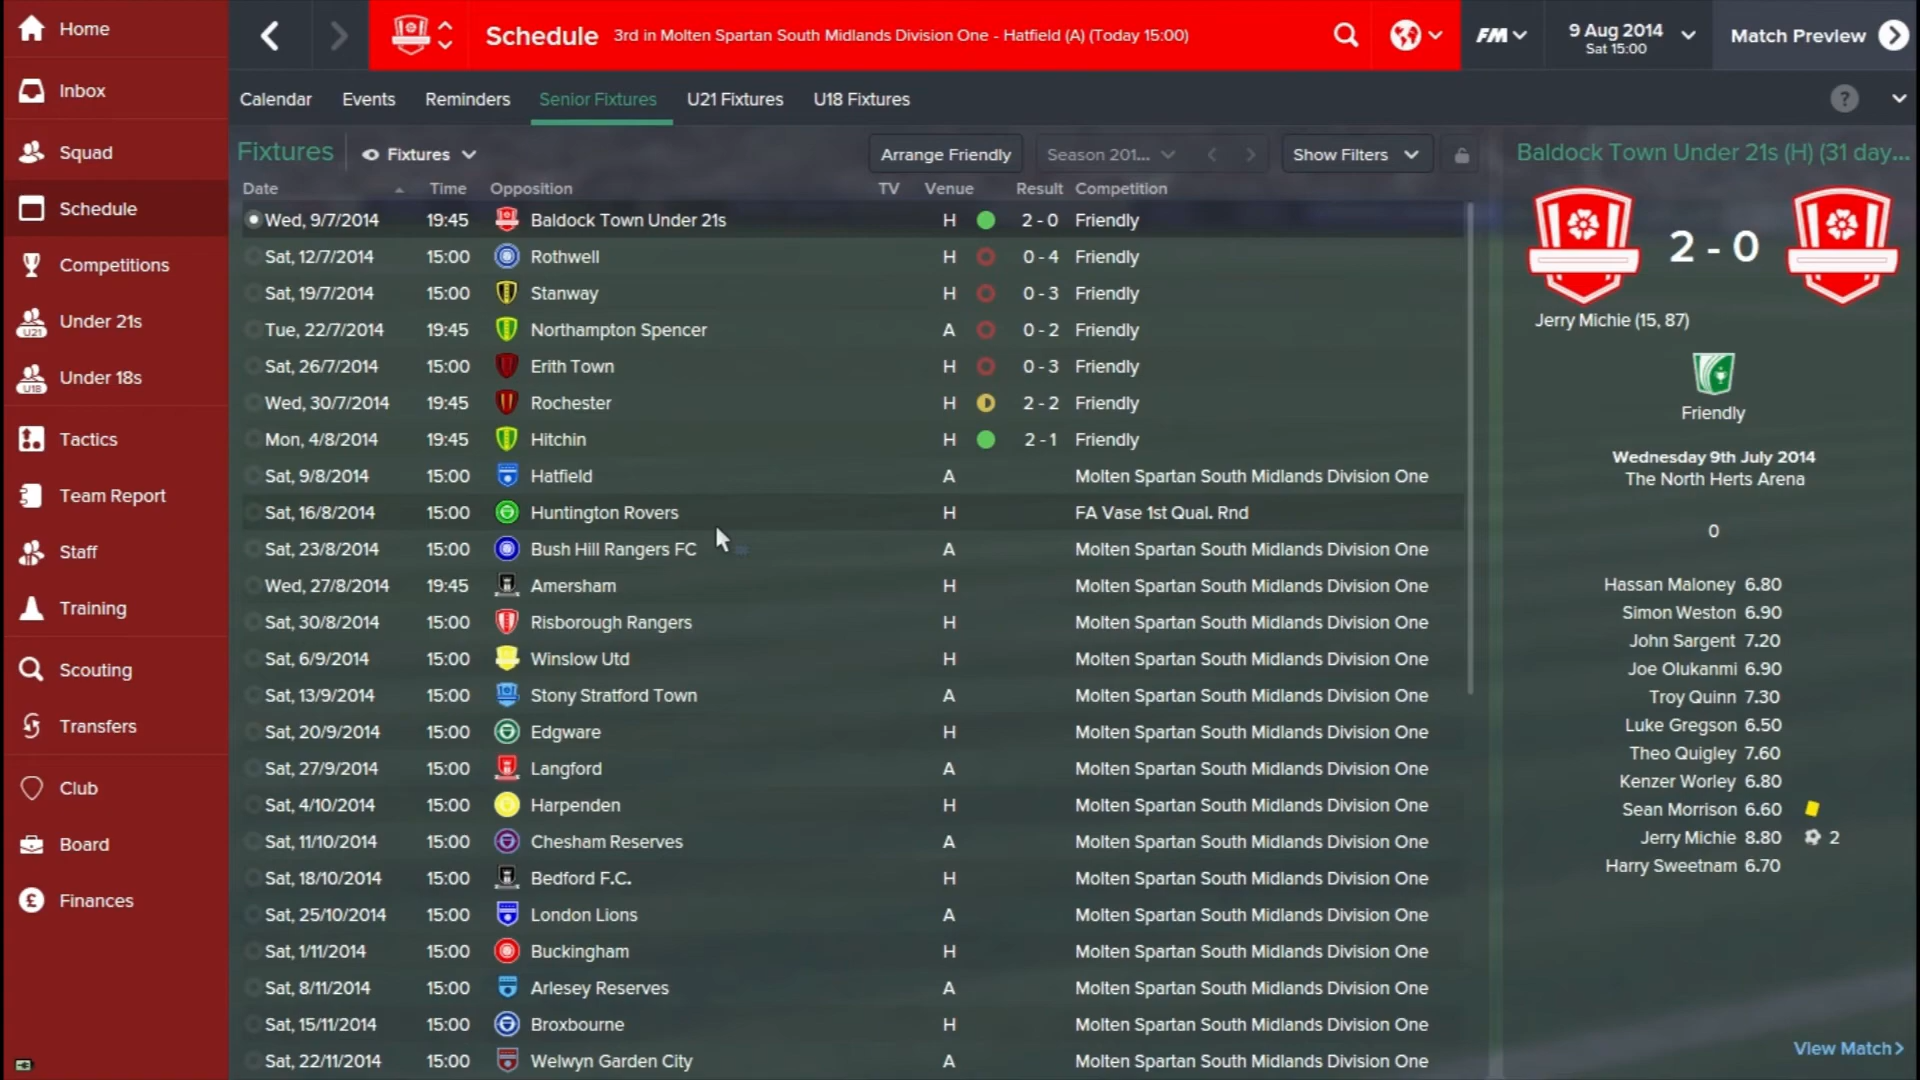 Home
Inbox
Squad
Schedule
Competitions
U21
Under 21s
U18
Under 18s
Tactics
Team Report
Staff
Training
Scouting
Transfers
Club
Board
£
Finances
Schedule 3rd in Molten Spartan South Midlands Division One - Hatfield (A) (Today 15:00)
FM
9 Aug 2014
Sat 15:00
Match Preview
Calendar Events Reminders Senior Fixtures U21 Fixtures U18 Fixtures ?
Fixtures Fixtures Arrange Friendly Season 201... Show Filters
Date Time Opposition TV Venue Result Competition
Wed, 9/7/2014 19:45 Baldock Town Under 21s H 2 - 0 Friendly
Sat, 12/7/2014 15:00 Rothwell H 0 - 4 Friendly
Sat, 19/7/2014 15:00 Stanway H 0 - 3 Friendly
Tue, 22/7/2014 19:45 Northampton Spencer A 0 - 2 Friendly
Sat, 26/7/2014 15:00 Erith Town H 0 - 3 Friendly
Wed, 30/7/2014 19:45 Rochester H 2 - 2 Friendly
Mon, 4/8/2014 19:45 Hitchin H 2 - 1 Friendly
Sat, 9/8/2014 15:00 Hatfield A Molten Spartan South Midlands Division One
Sat, 16/8/2014 15:00 Huntington Rovers H FA Vase 1st Qual. Rnd
Sat, 23/8/2014 15:00 Bush Hill Rangers FC A Molten Spartan South Midlands Division One
Wed, 27/8/2014 19:45 Amersham H Molten Spartan South Midlands Division One
Sat, 30/8/2014 15:00 Risborough Rangers H Molten Spartan South Midlands Division One
Sat, 6/9/2014 15:00 Winslow Utd H Molten Spartan South Midlands Division One
Sat, 13/9/2014 15:00 Stony Stratford Town A Molten Spartan South Midlands Division One
Sat, 20/9/2014 15:00 Edgware H Molten Spartan South Midlands Division One
Sat, 27/9/2014 15:00 Langford A Molten Spartan South Midlands Division One
Sat, 4/10/2014 15:00 Harpenden H Molten Spartan South Midlands Division One
Sat, 11/10/2014 15:00 Chesham Reserves A Molten Spartan South Midlands Division One
Sat, 18/10/2014 15:00 Bedford F.C. H Molten Spartan South Midlands Division One
Sat, 25/10/2014 15:00 London Lions A Molten Spartan South Midlands Division One
Sat, 1/11/2014 15:00 Buckingham H Molten Spartan South Midlands Division One
Sat, 8/11/2014 15:00 Arlesey Reserves A Molten Spartan South Midlands Division One
Sat, 15/11/2014 15:00 Broxbourne H Molten Spartan South Midlands Division One
Sat, 22/11/2014 15:00 Welwyn Garden City A Molten Spartan South Midlands Division One
Baldock Town Under 21s (H) (31 day...
2 - 0
Jerry Michie (15, 87)
Friendly
Wednesday 9th July 2014
The North Herts Arena
0
Hassan Maloney 6.80
Simon Weston 6.90
John Sargent 7.20
Joe Olukanmi 6.90
Troy Quinn 7.30
Luke Gregson 6.50
Theo Quigley 7.60
Kenzer Worley 6.80
Sean Morrison 6.60
Jerry Michie 8.80 2
Harry Sweetnam 6.70
View Match